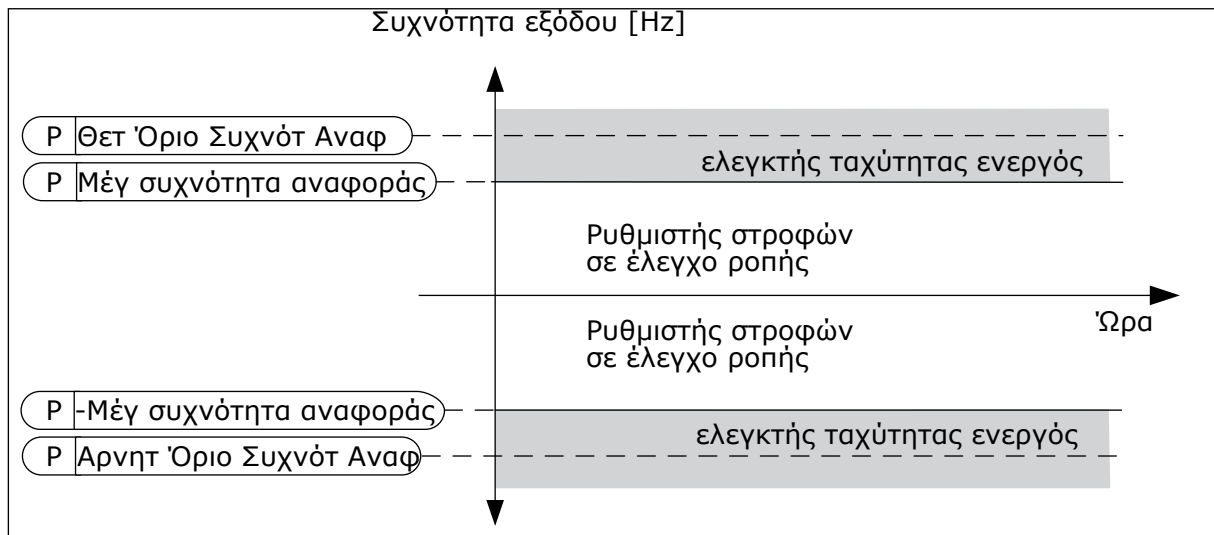 Συχνότητα εξόδου [Hz]
P Θετ Όριο Συχνότ Αναφ
ελεγκτής ταχύτητας ενεργός
P Μέγ συχνότητα αναφοράς
Ρυθμιστής στροφών
σε έλεγχο ροπής
Ώρα
Ρυθμιστής στροφών
σε έλεγχο ροπής
P -Μέγ συχνότητα αναφοράς
ελεγκτής ταχύτητας ενεργός
P Αρνητ Όριο Συχνότ Αναφ